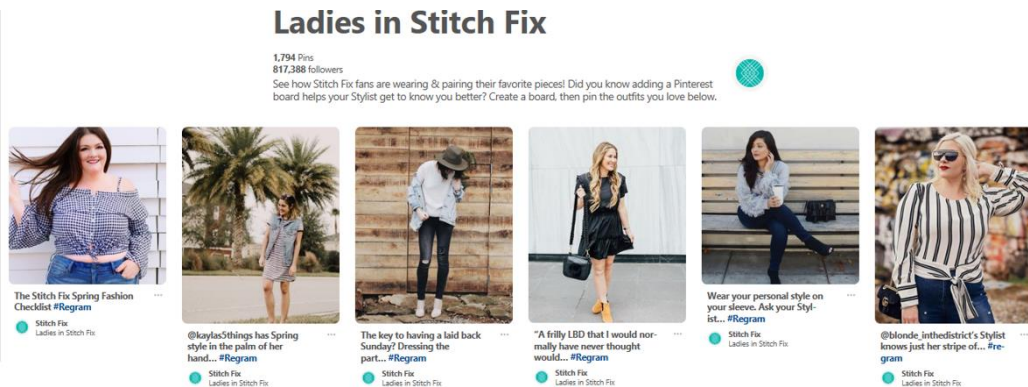 Ladies in Stitch Fix
1,794 Pins
817,388 followers
See how Stitch Fix fans are wearing & pairing their favorite pieces! Did you know adding a Pinterest
board helps your Stylist get to know you better? Create a board, then pin the outfits you love below.
The Stitch Fix Spring Fashion
Checklist #Regram
Stitch Fix
Ladies in Stitch Fix
@kayla5things has Spring
style in the palm of her
hand... #Regram
Stitch Fix
Ladies in Stitch Fix
The key to having a laid back
Sunday? Dressing the
part... #Regram
Stitch Fix
Ladies in Stitch Fix
"A frilly LBD that I would nor-
mally have never thought
would... #Regram
Stitch Fix
Ladies in Stitch Fix
Wear your personal style on
your sleeve. Ask your Styl-
ist... #Regram
Stitch Fix
Ladies in Stitch Fix
@blonde_inthedistrict's Stylist
knows just her stripe of... #re-
gram
Stitch Fix
Ladies in Stitch Fix